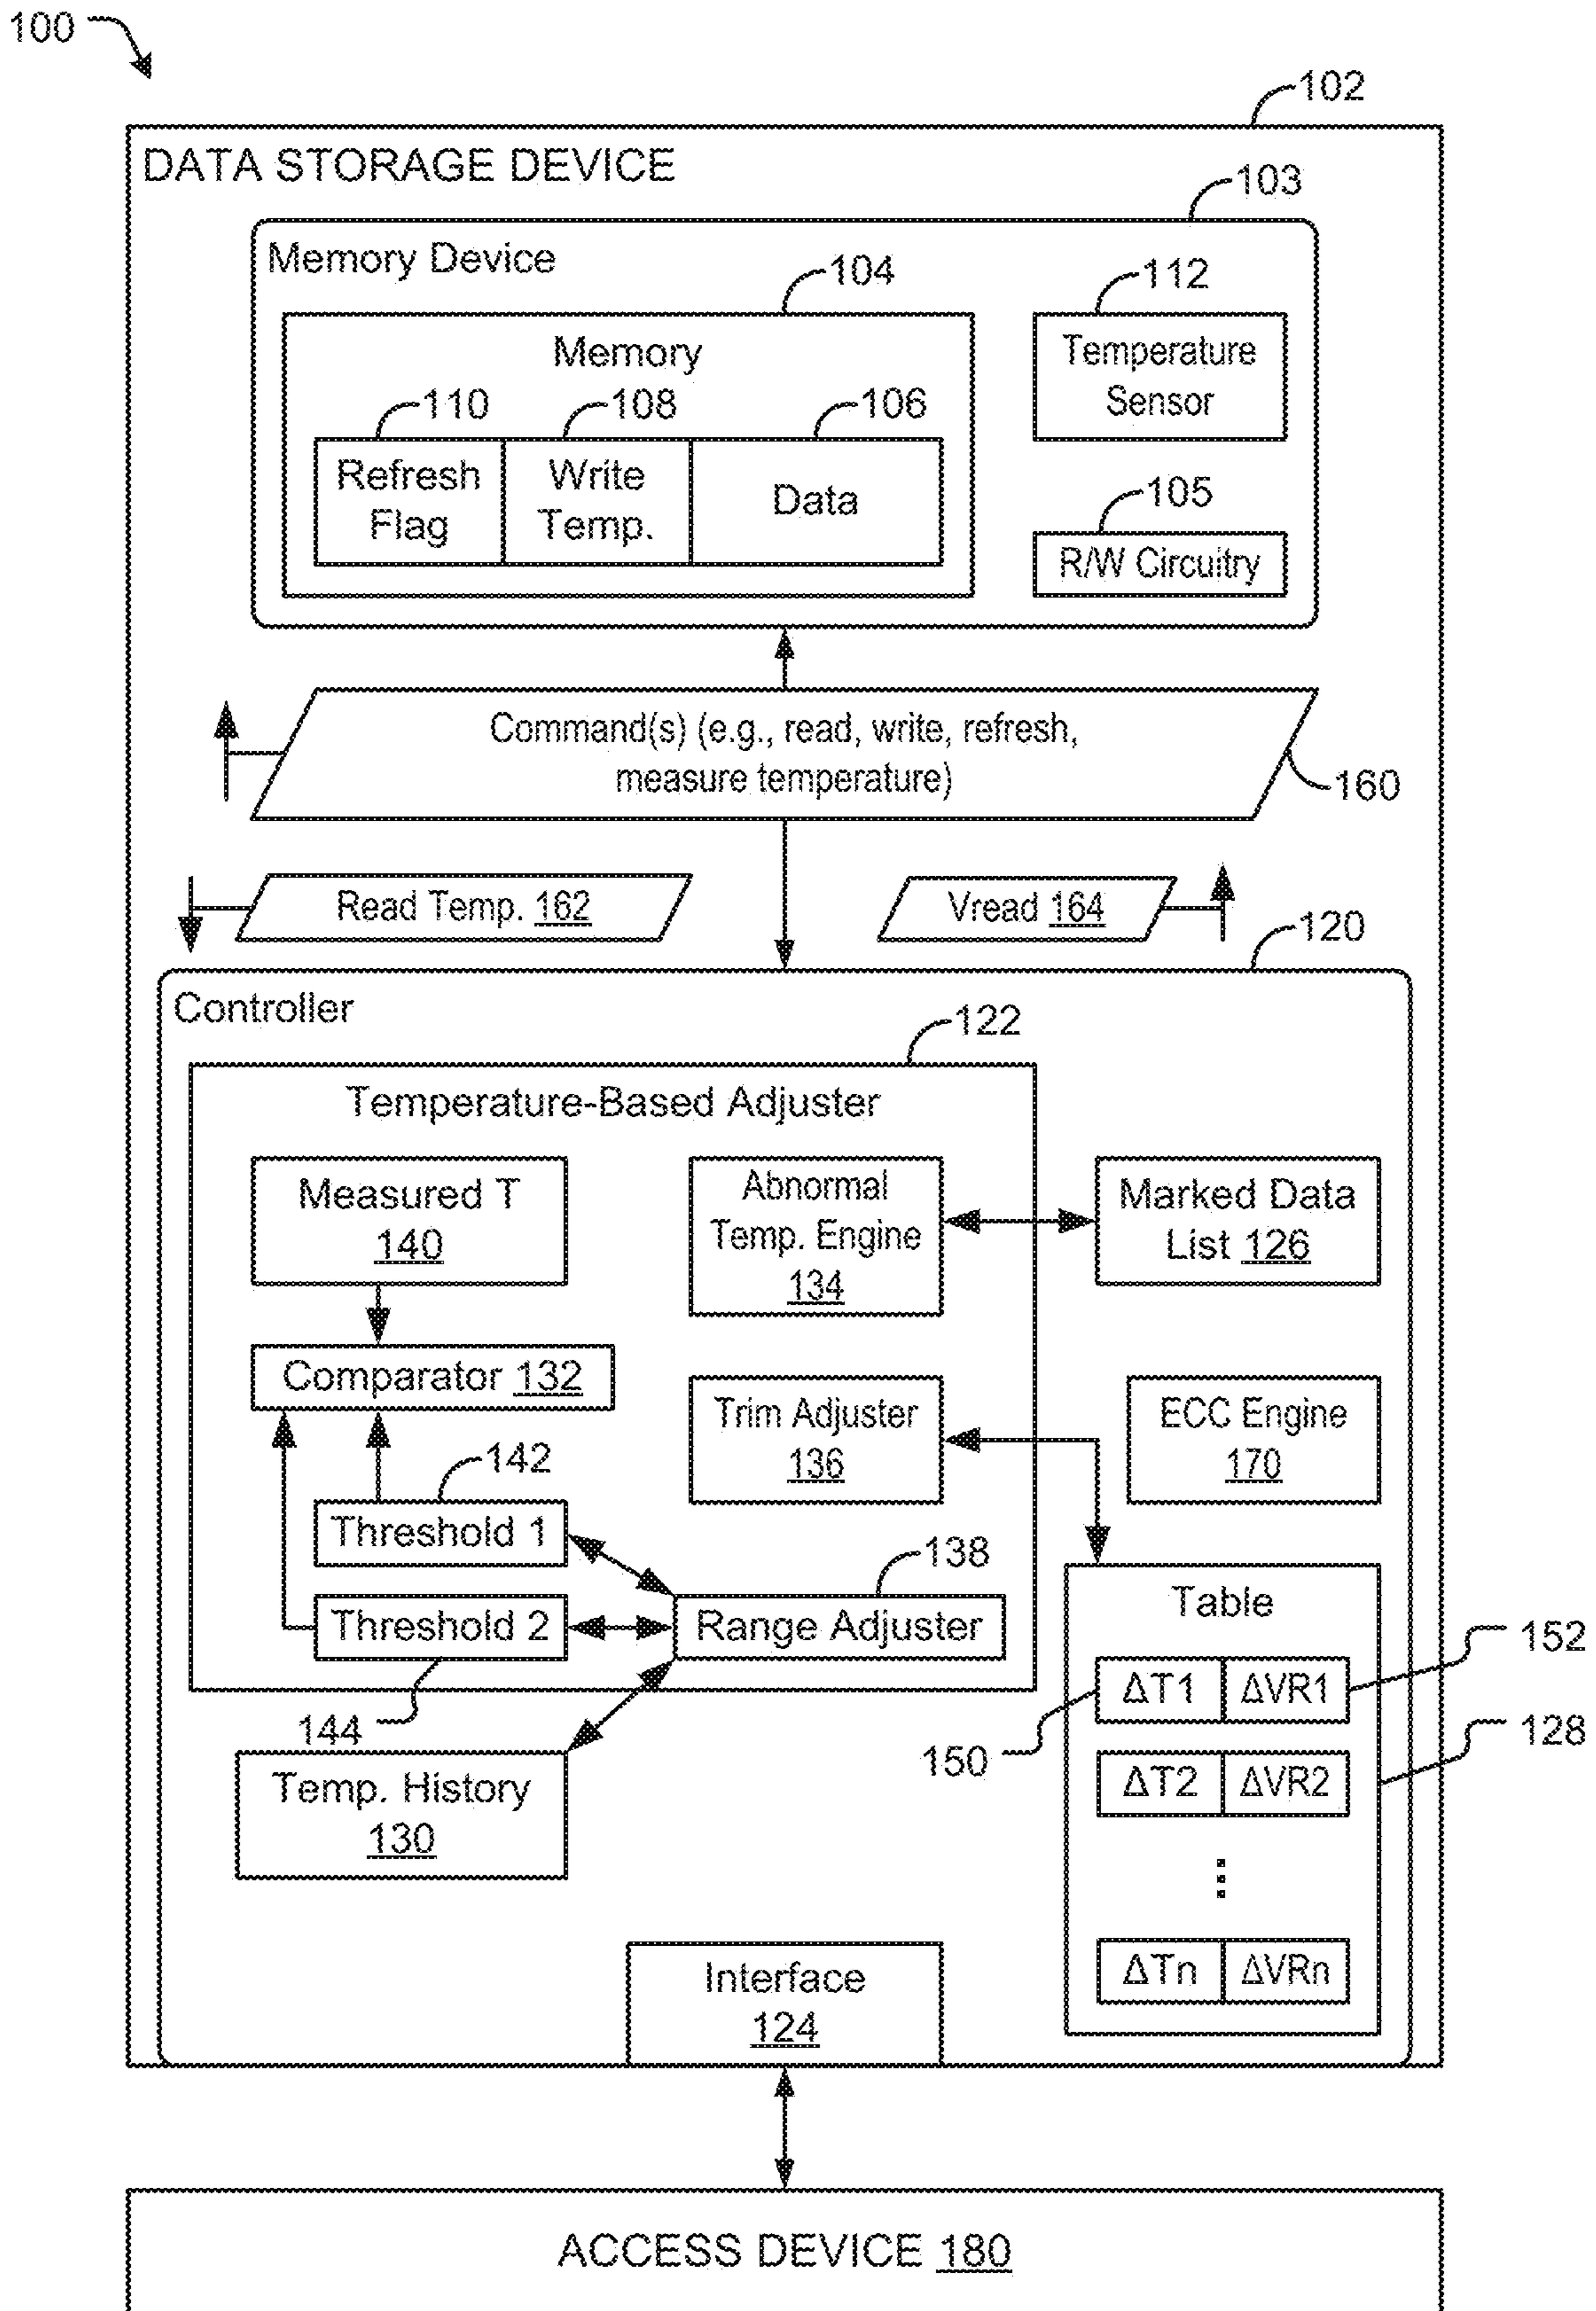 100
102
DATA STORAGE DEVICE
103
Memory Device
104
112
Memory
Temperature
Sensor
110
108
106
Refresh
Flag
Write
Temp.
Data
105
R/W Circuitry
Command(s) (e.g., read, write, refresh,
measure temperature)
160
Read Temp. 162
Vread 164
120
Controller
122
Temperature-Based Adjuster
Measured T
140
Abnormal
Temp. Engine
134
Marked Data
List 126
Comparator 132
Trim Adjuster
136
ECC Engine
170
142
Threshold 1
138
Threshold 2
Range Adjuster
144
Table
152
ΔT1
ΔVR1
150
128
ΔT2
ΔVR2
Temp. History
130
⋮
ΔTn
ΔVRn
Interface
124
ACCESS DEVICE 180